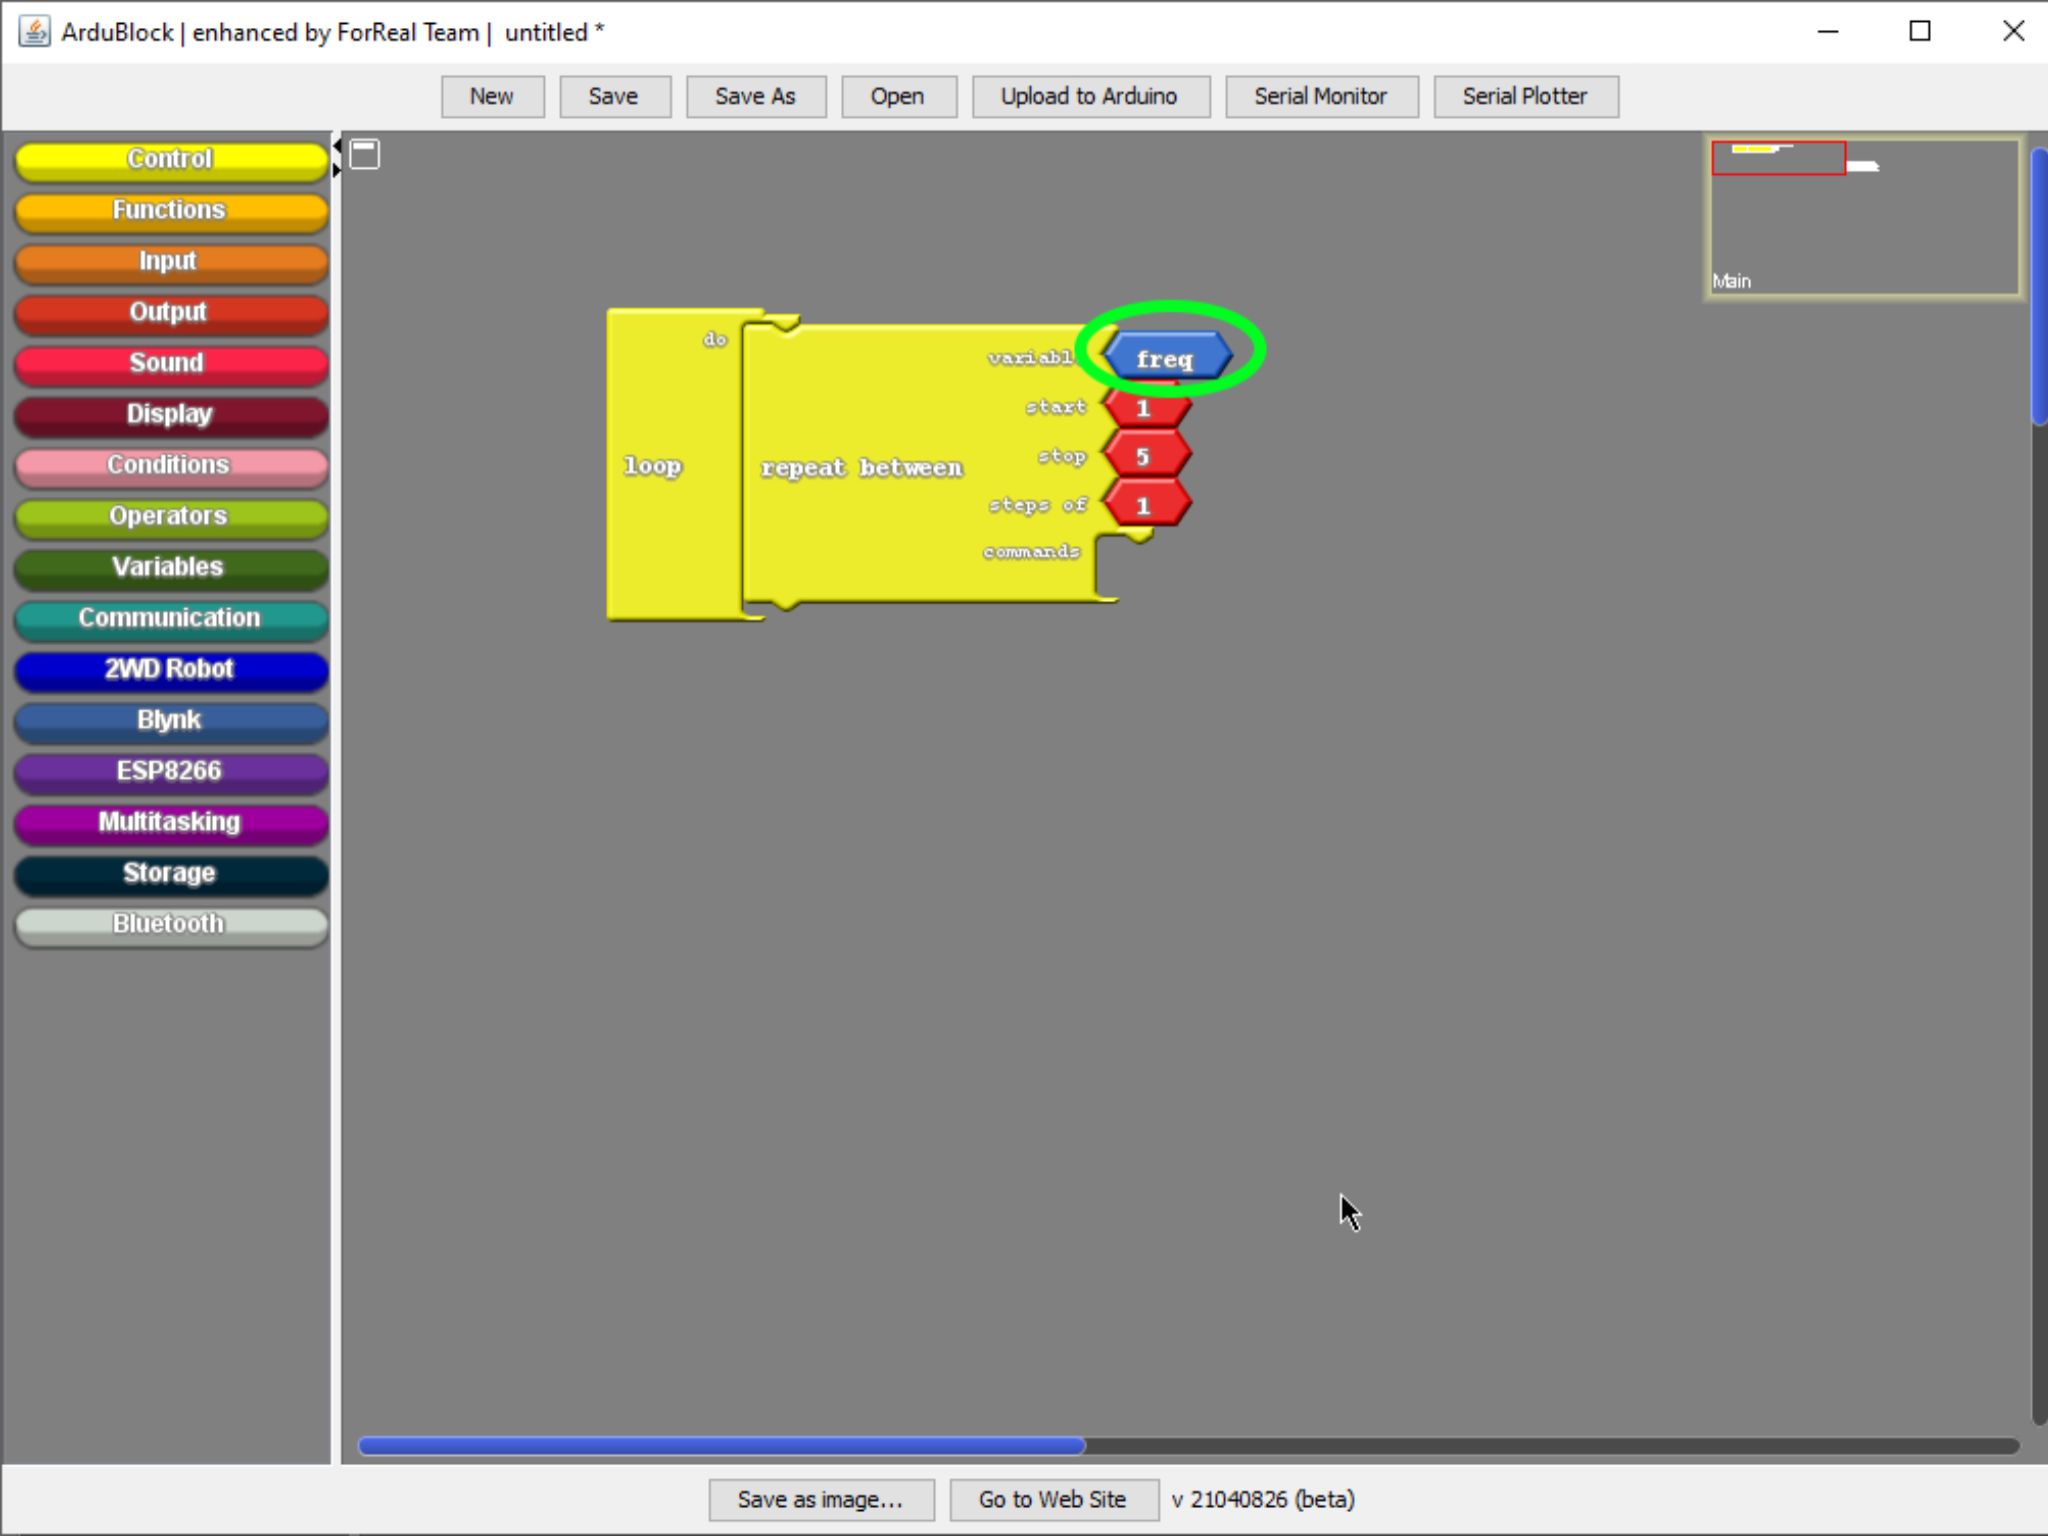 ArduBlock | enhanced by ForReal Team | untitled *
New Save Save As Open Upload to Arduino Serial Monitor Serial Plotter
Control
Functions
Input
Output
Sound
Display
Conditions
Operators
Variables
Communication
2WD Robot
Blynk
ESP8266
Multitasking
Storage
Bluetooth
Main
do
variabl freq
start 1
loop
repeat between
stop 5
steps of 1
commands
Save as image... Go to Web Site v 21040826 (beta)